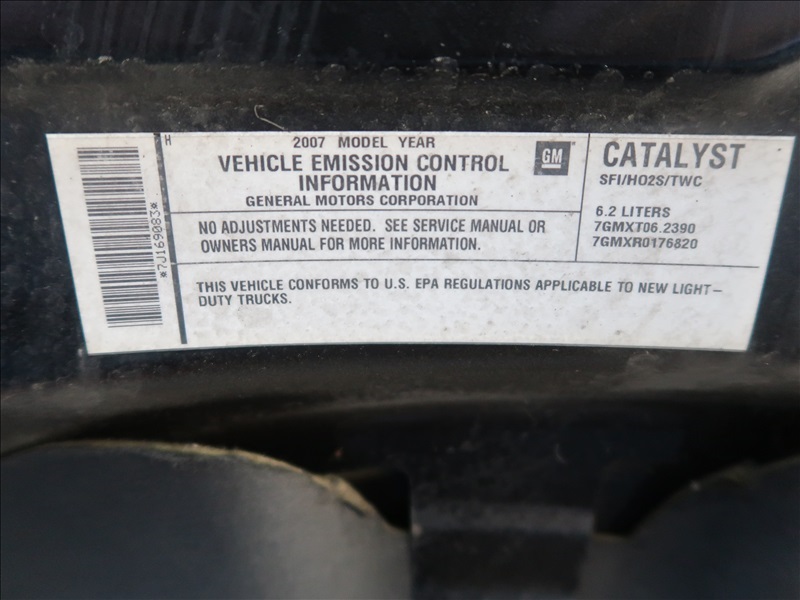 *7J169083*
H
2007 MODEL YEAR
VEHICLE EMISSION CONTROL
INFORMATION
GENERAL MOTORS CORPORATION
GM
NO ADJUSTMENTS NEEDED. SEE SERVICE MANUAL OR
OWNERS MANUAL FOR MORE INFORMATION.
CATALYST
SFI/HO2S/TWC
6.2 LITERS
7GMXT06.2390
7GMXR0176820
THIS VEHICLE CONFORMS TO U.S. EPA REGULATIONS APPLICABLE TO NEW LIGHT-
DUTY TRUCKS.